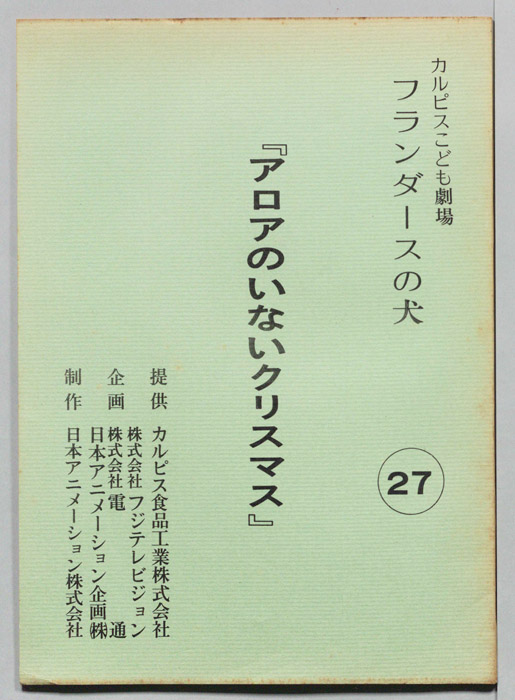 カルピスこども劇場
フランダースの犬
27
『アロアのいないクリスマス』
提供 カルピス食品工業株式会社
株式会社フジテレビジョン
企画 株式会社電通
日本アニメーション企画㈱
制作 日本アニメーション株式会社